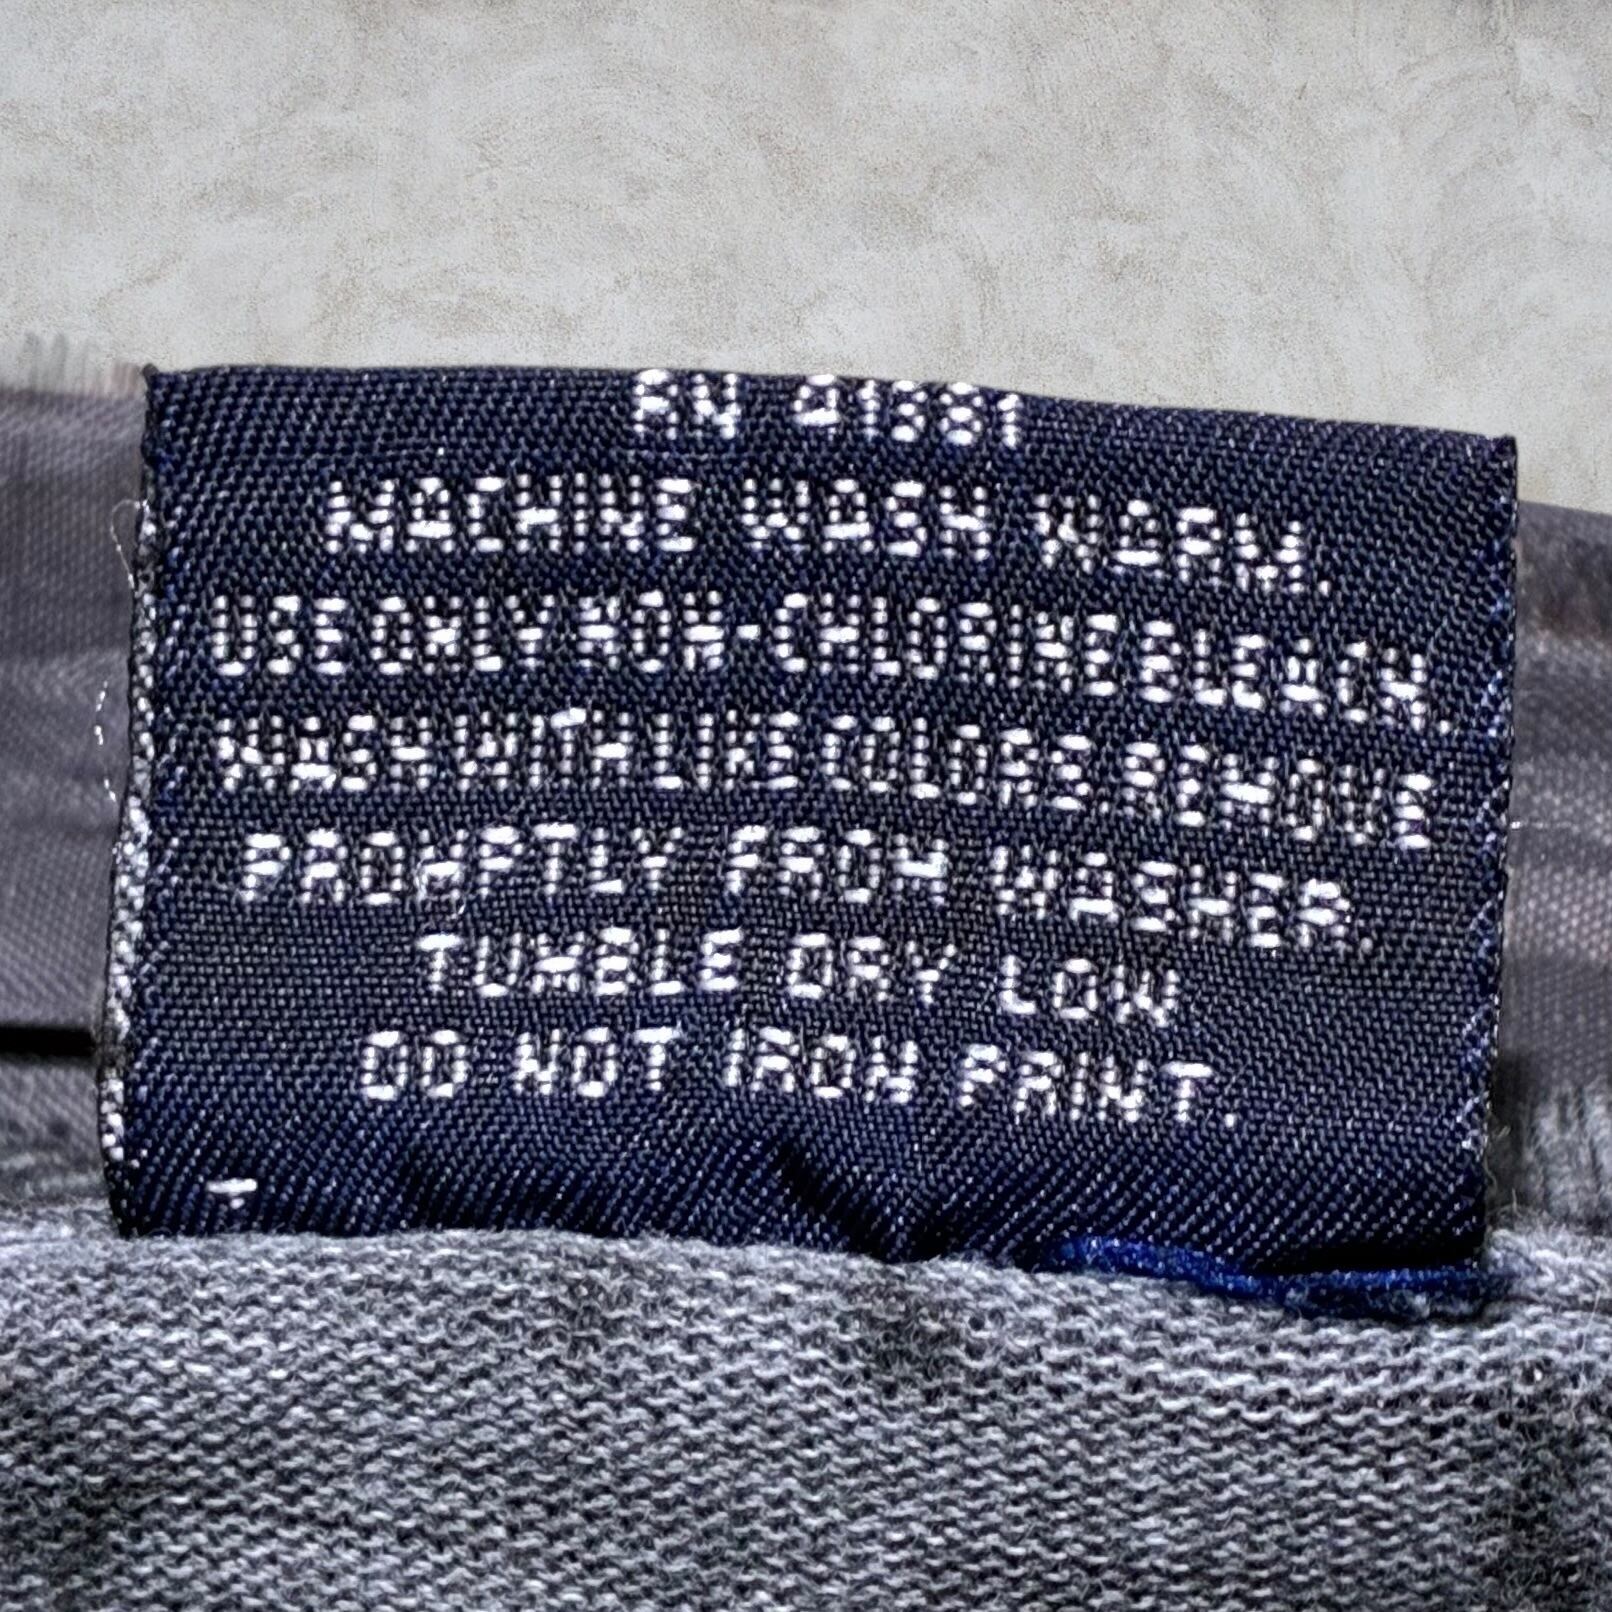 RN 41381
MACHINE WASH WARM.
USE ONLY NON-CHLORINE BLEACH.
WASH WITH LIKE COLORS. REMOVE
PROMPTLY FROM WASHER.
TUMBLE DRY LOW
DO NOT IRON PRINT.